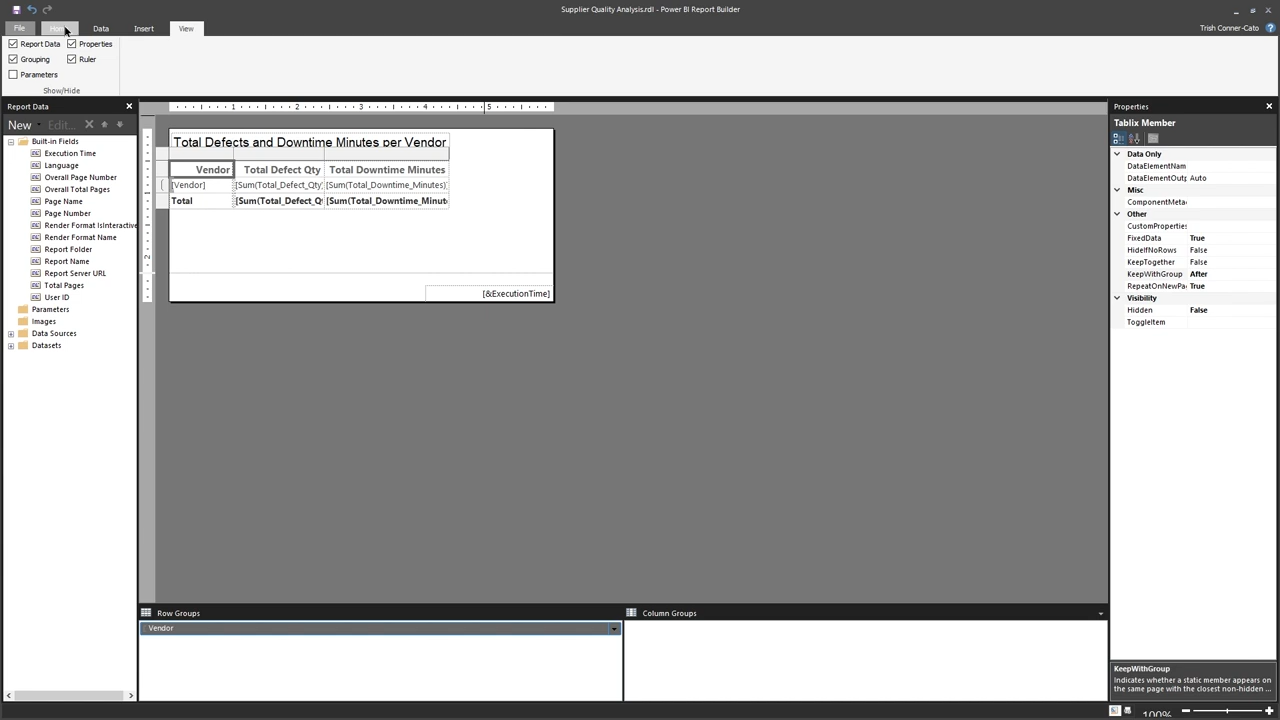 Supplier Quality Analysis.rdl - Power BI Report Builder
File
Data
Insert
View
Trish Conner-Cato
Report Data
Properties
Grouping
Ruler
Parameters
Show/Hide
Report Data
New
Edit...
Built-in Fields
Execution Time
Language
Overall Page Number
Overall Total Pages
Page Name
Page Number
Render Format IsInteractive
Render Format Name
Report Folder
Report Name
Report Server URL
Total Pages
User ID
Parameters
Images
Data Sources
Datasets
1 2 3 4 5
Total Defects and Downtime Minutes per Vendor
Vendor Total Defect Qty Total Downtime Minutes
[Vendor] [Sum(Total_Defect_Qty) [Sum(Total_Downtime_Minutes)]
Total [Sum(Total_Defect_Q [Sum(Total_Downtime_Minut
2
[&ExecutionTime]
Row Groups
Vendor
Column Groups
Properties
Tablix Member
Data Only
DataElementNam
DataElementOutp Auto
Misc
ComponentMeta
Other
CustomProperties
FixedData True
HideIfNoRows False
KeepTogether False
KeepWithGroup After
RepeatOnNewPa True
Visibility
Hidden False
ToggleItem
KeepWithGroup
Indicates whether a static member appears on
the same page with the closest non-hidden ...
100%